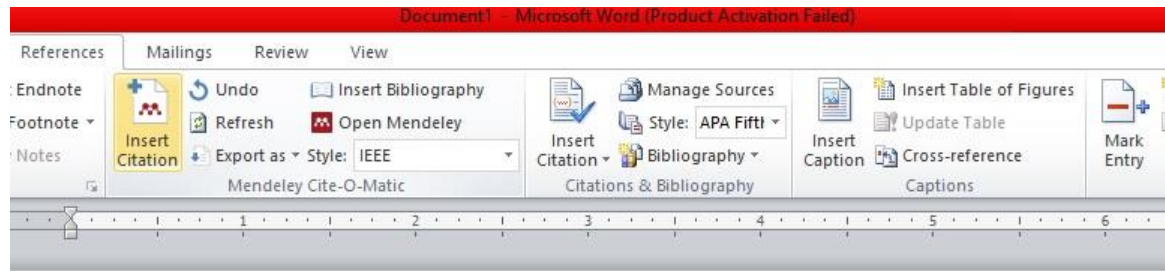 Document1 - Microsoft Word (Product Activation Failed)
References Mailings Review View
Endnote Undo Insert Bibliography Manage Sources Insert Table of Figures
Footnote Refresh Open Mendeley Style: APA Fift Update Table
Notes Insert Citation Export as Style: IEEE Insert Citation Bibliography Insert Caption Cross-reference Mark Entry
Mendeley Cite-O-Matic Citations & Bibliography Captions
1 2 3 4 5 6